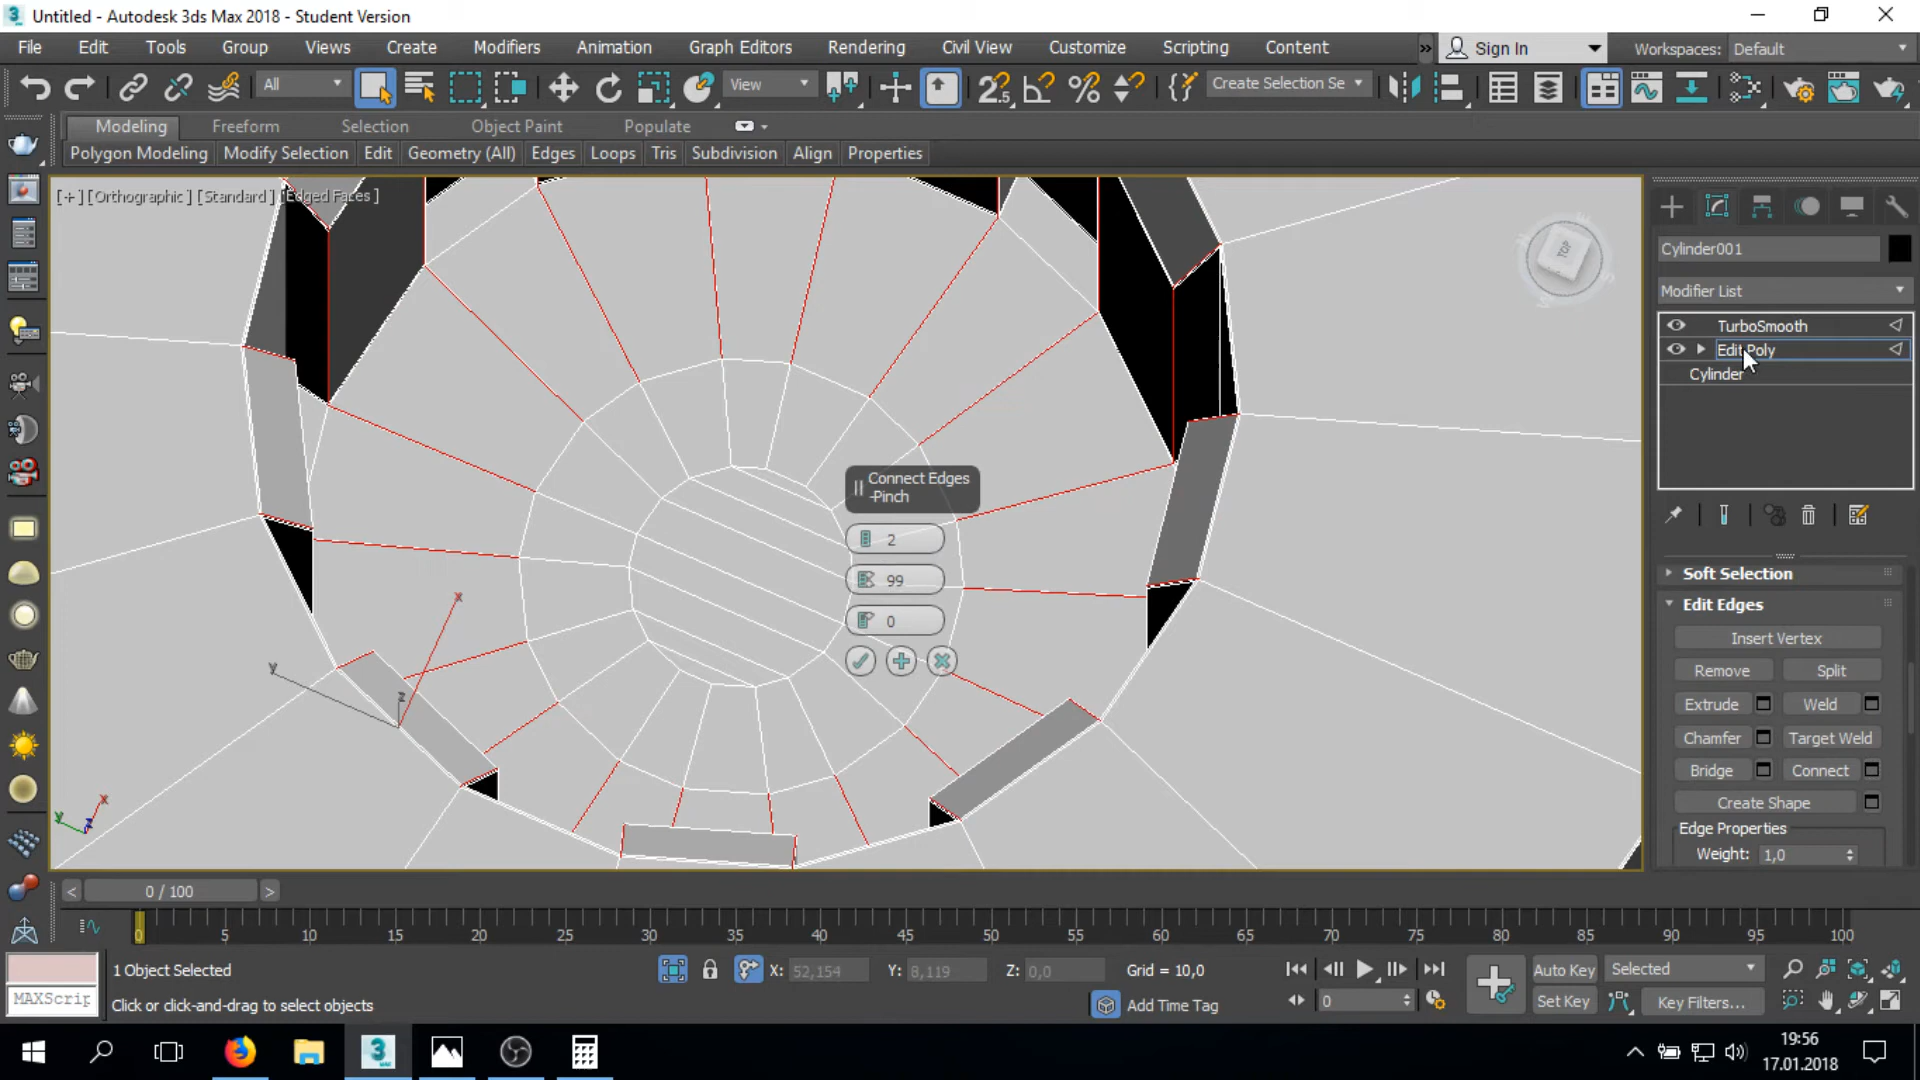 Untitled - Autodesk 3ds Max 2018 - Student Version
File Edit Tools Group Views Create Modifiers Animation Graph Editors Rendering Civil View Customize Scripting Content » Sign In Workspaces: Default
All View Create Selection Se
Modeling Freeform Selection Object Paint Populate
Polygon Modeling Modify Selection Edit Geometry (All) Edges Loops Tris Subdivision Align Properties
[+] [Orthographic ] [Standard ] [Edged Faces ]
TOP
Cylinder001
Modifier List
TurboSmooth
Edit Poly
Cylinder
Connect Edges
-Pinch
2
99
0
Soft Selection
Edit Edges
Insert Vertex
Remove Split
Extrude Weld
Chamfer Target Weld
Bridge Connect
Create Shape
Edge Properties
Weight: 1,0
x
y
z
x
y
z
< 0 / 100 >
0 5 10 15 20 25 30 35 40 45 50 55 60 65 70 75 80 85 90 95 100
1 Object Selected X: 52,154 Y: 8,119 Z: 0,0 Grid = 10,0 Auto Key Selected
MAXScrip Click or click-and-drag to select objects Add Time Tag 0 Set Key Key Filters...
19:56
17.01.2018